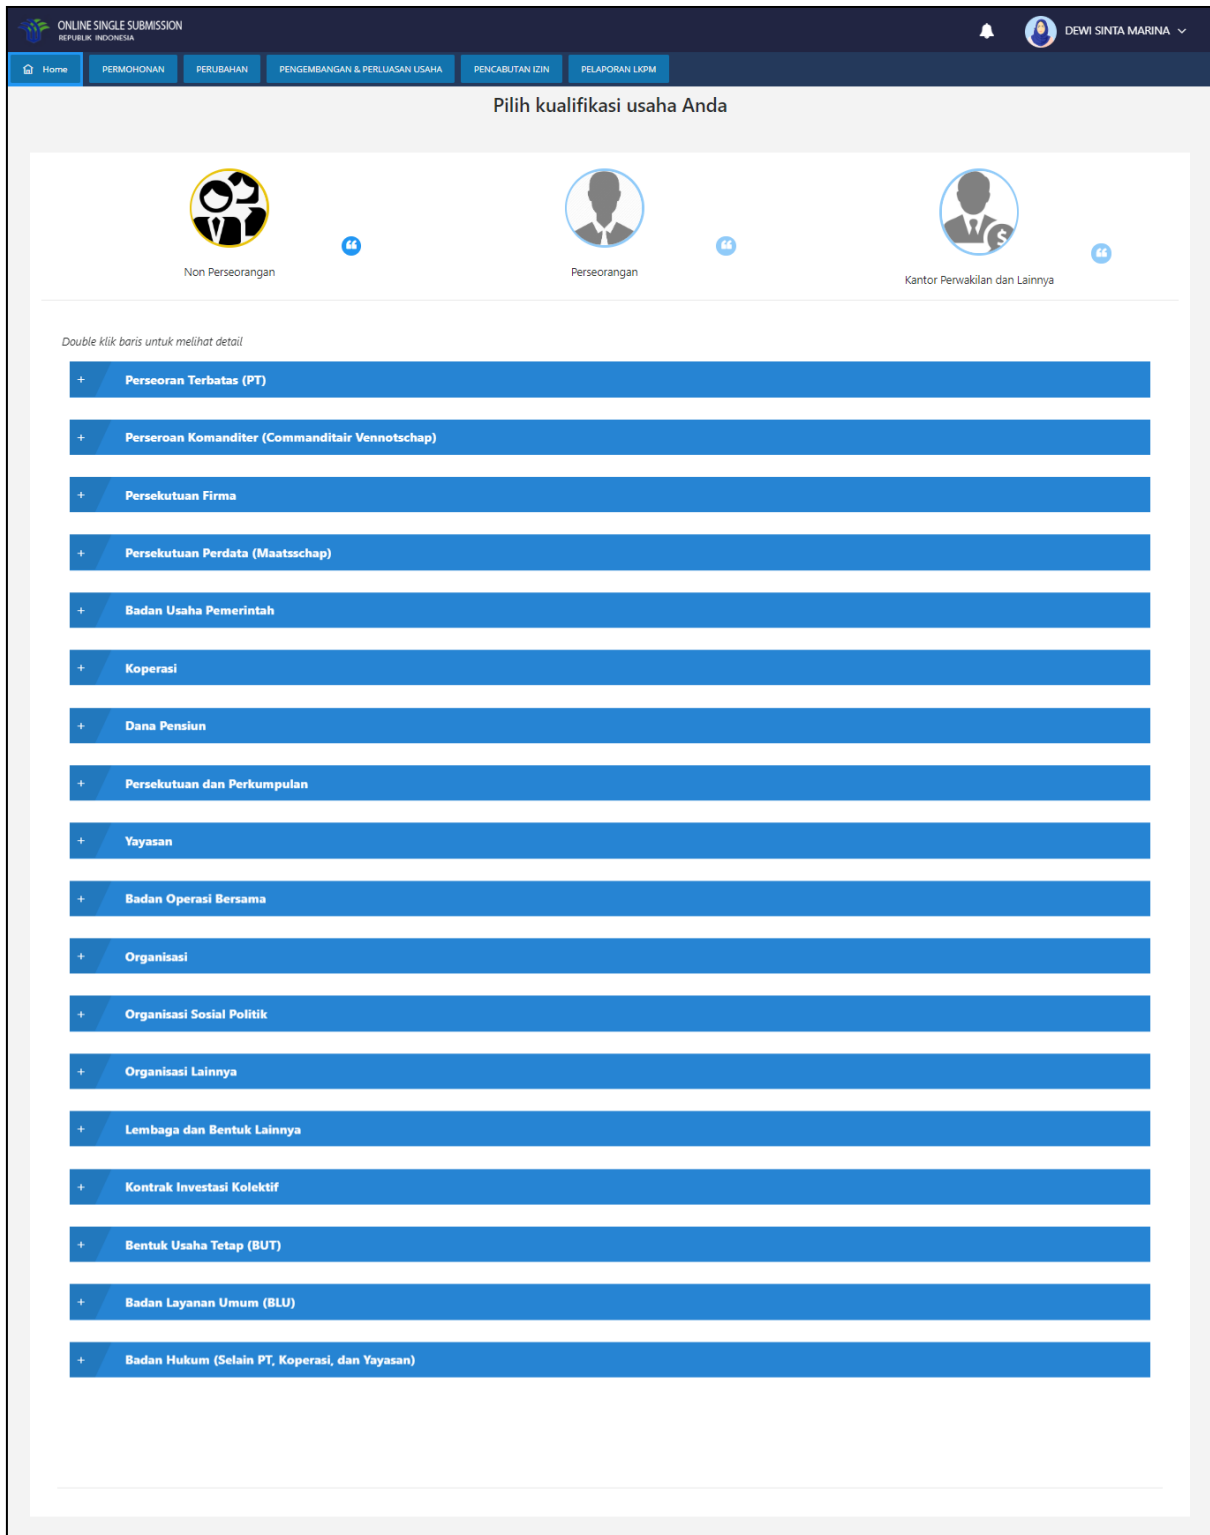 ONLINE SINGLE SUBMISSION
REPUBLIK INDONESIA
DEWI SINTA MARINA
Home
PERMOHONAN
PERUBAHAN
PENGEMBANGAN & PERLUASAN USAHA
PENCABUTAN IZIN
PELAPORAN LKPM
Pilih kualifikasi usaha Anda
Non Perseorangan
Perseorangan
Kantor Perwakilan dan Lainnya
Double klik baris untuk melihat detail
+ Perseoran Terbatas (PT)
+ Perseroan Komanditer (Commanditair Vennotschap)
+ Persekutuan Firma
+ Persekutuan Perdata (Maatsschap)
+ Badan Usaha Pemerintah
+ Koperasi
+ Dana Pensiun
+ Persekutuan dan Perkumpulan
+ Yayasan
+ Badan Operasi Bersama
+ Organisasi
+ Organisasi Sosial Politik
+ Organisasi Lainnya
+ Lembaga dan Bentuk Lainnya
+ Kontrak Investasi Kolektif
+ Bentuk Usaha Tetap (BUT)
+ Badan Layanan Umum (BLU)
+ Badan Hukum (Selain PT, Koperasi, dan Yayasan)